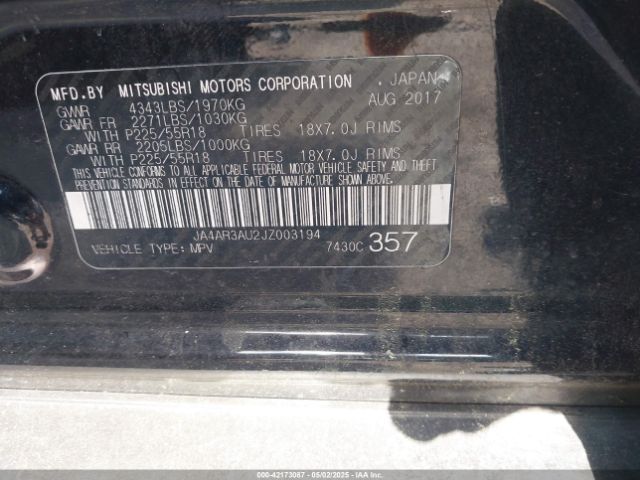 MFD.BY MITSUBISHI MOTORS CORPORATION . JAPAN
GVWR 4343LBS/1970KG AUG 2017
GAWR FR 2271LBS/1030KG
WITH P225/55R18 TIRES 18X7.0J RIMS
GAWR RR 2205LBS/1000KG
WITH P225/55R18 TIRES 18X7.0J RIMS
THIS VEHICLE CONFORMS TO ALL APPLICABLE FEDERAL MOTOR VEHICLE SAFETY AND THEFT
PREVENTION STANDARDS IN EFFECT ON THE DATE OF MANUFACTURE SHOWN ABOVE.
JA4AR3AU2JZ003194
VEHICLE TYPE: MPV 7430C 357
000-42173087 - 05/02/2025 - IAAI.COM